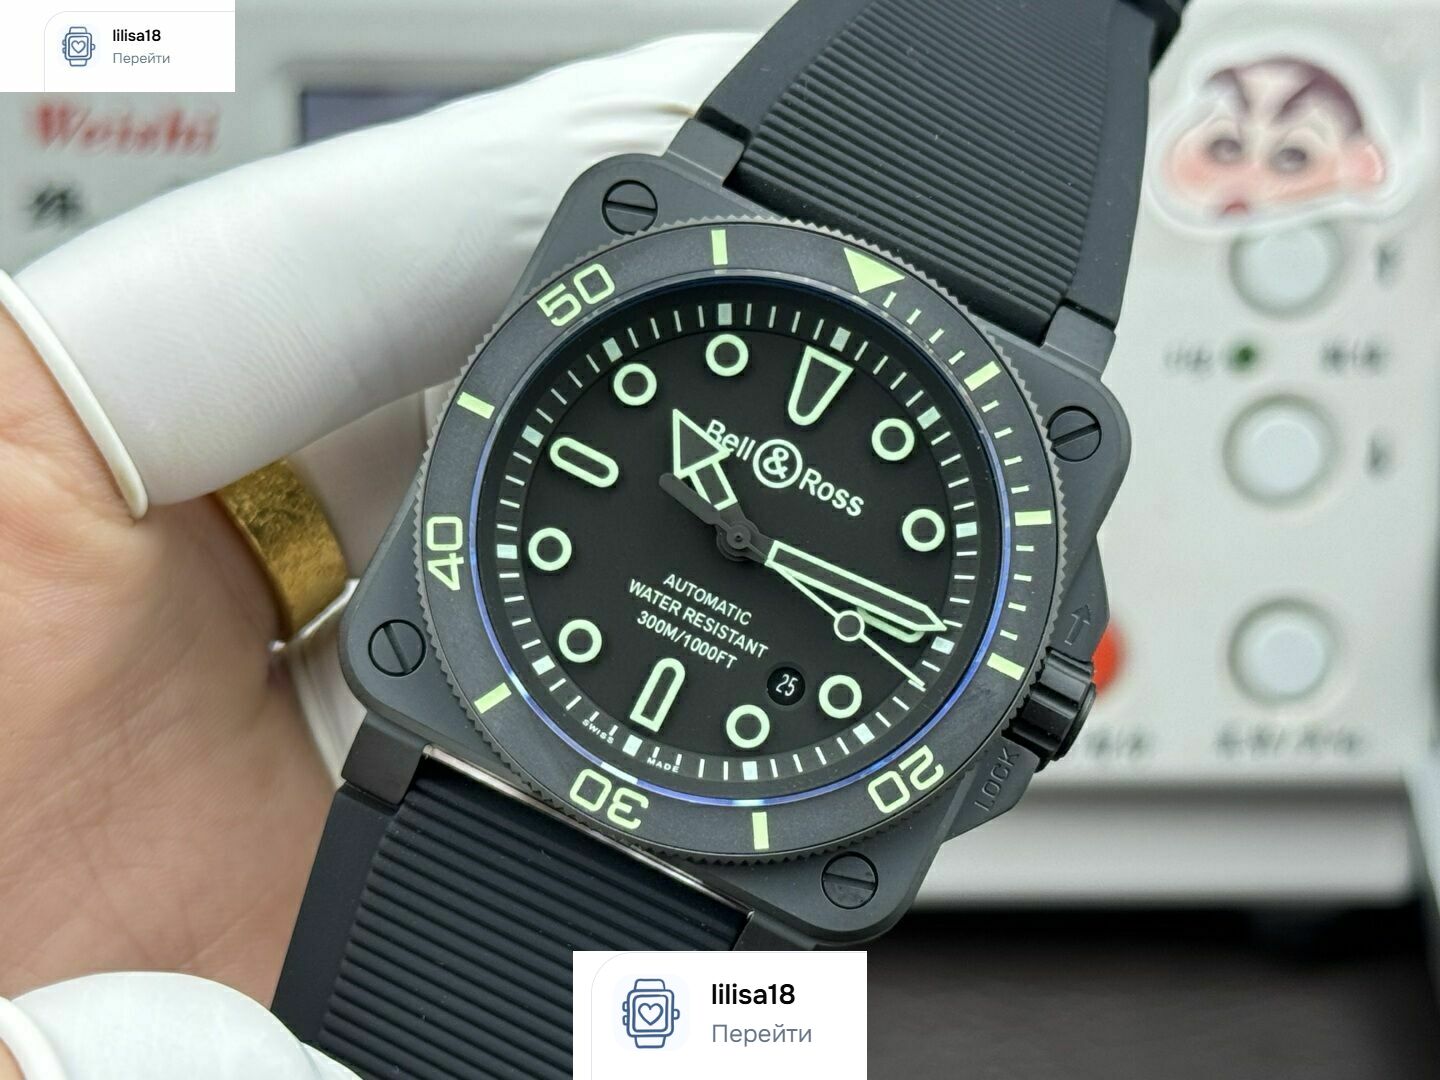 lilisa18
Перейти
Weishi
50
40
30
20
Bell & Ross
AUTOMATIC
WATER RESISTANT
300M/1000FT
25
SWISS MADE
LOCK
lilisa18
Перейти